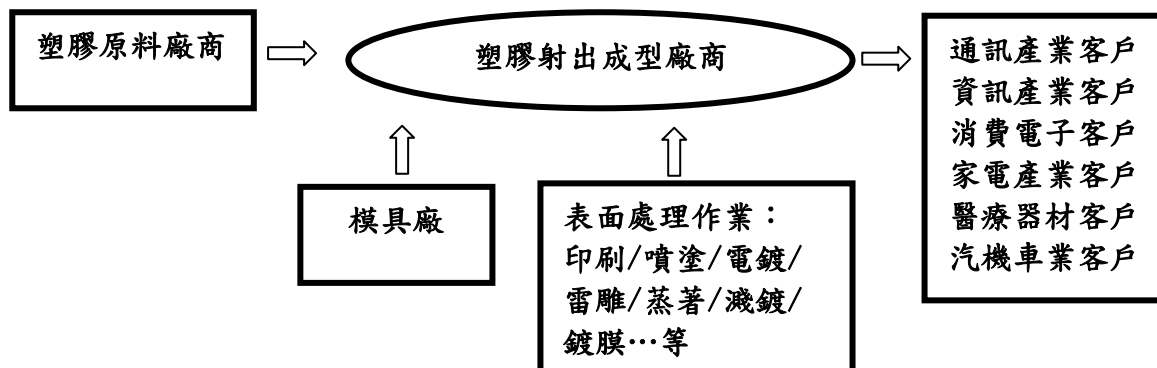 塑膠原料廠商
塑膠射出成型廠商
通訊產業客戶
資訊產業客戶
消費電子客戶
家電產業客戶
醫療器材客戶
汽機車業客戶
模具廠
表面處理作業：
印刷/噴塗/電鍍/
雷雕/蒸著/濺鍍/
鍍膜…等